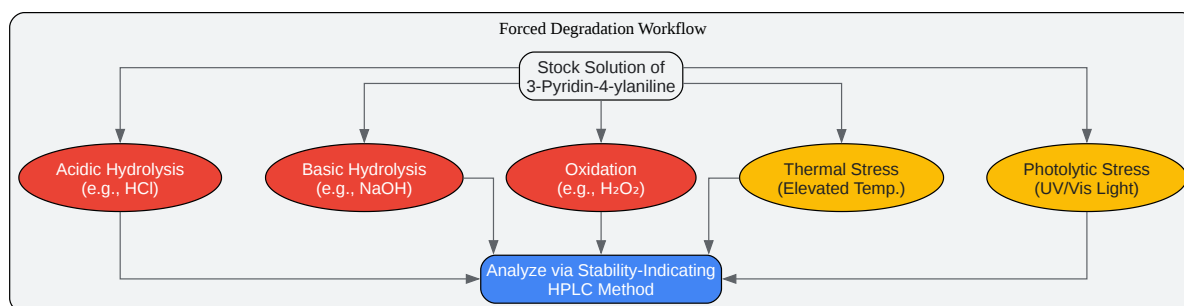 Forced Degradation Workflow
Stock Solution of
3-Pyridin-4-ylaniline
Acidic Hydrolysis
(e.g., HCl)
Basic Hydrolysis
(e.g., NaOH)
Oxidation
(e.g., H₂O₂)
Thermal Stress
(Elevated Temp.)
Photolytic Stress
(UV/Vis Light)
Analyze via Stability-Indicating
HPLC Method